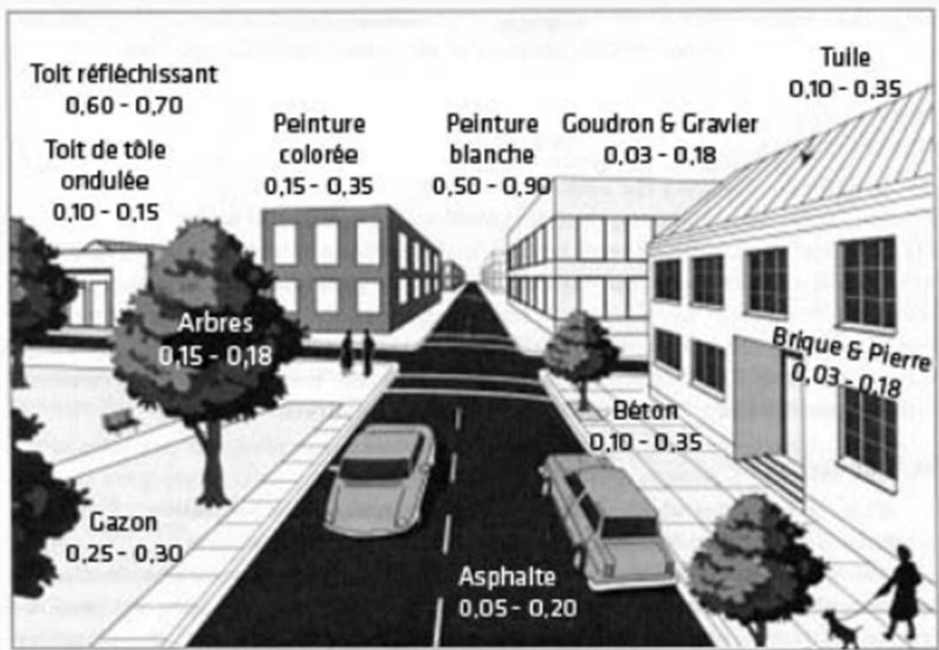 Toit réfléchissant
0,60 - 0,70
Toit de tôle
ondulée
0,10 - 0,15
Peinture
colorée
0,15 - 0,35
Peinture
blanche
0,50 - 0,90
Goudron & Gravier
0,03 - 0,18
Tuile
0,10 - 0,35
Arbres
0,15 - 0,18
Brique & Pierre
0,03 - 0,18
Béton
0,10 - 0,35
Gazon
0,25 - 0,30
Asphalte
0,05 - 0,20